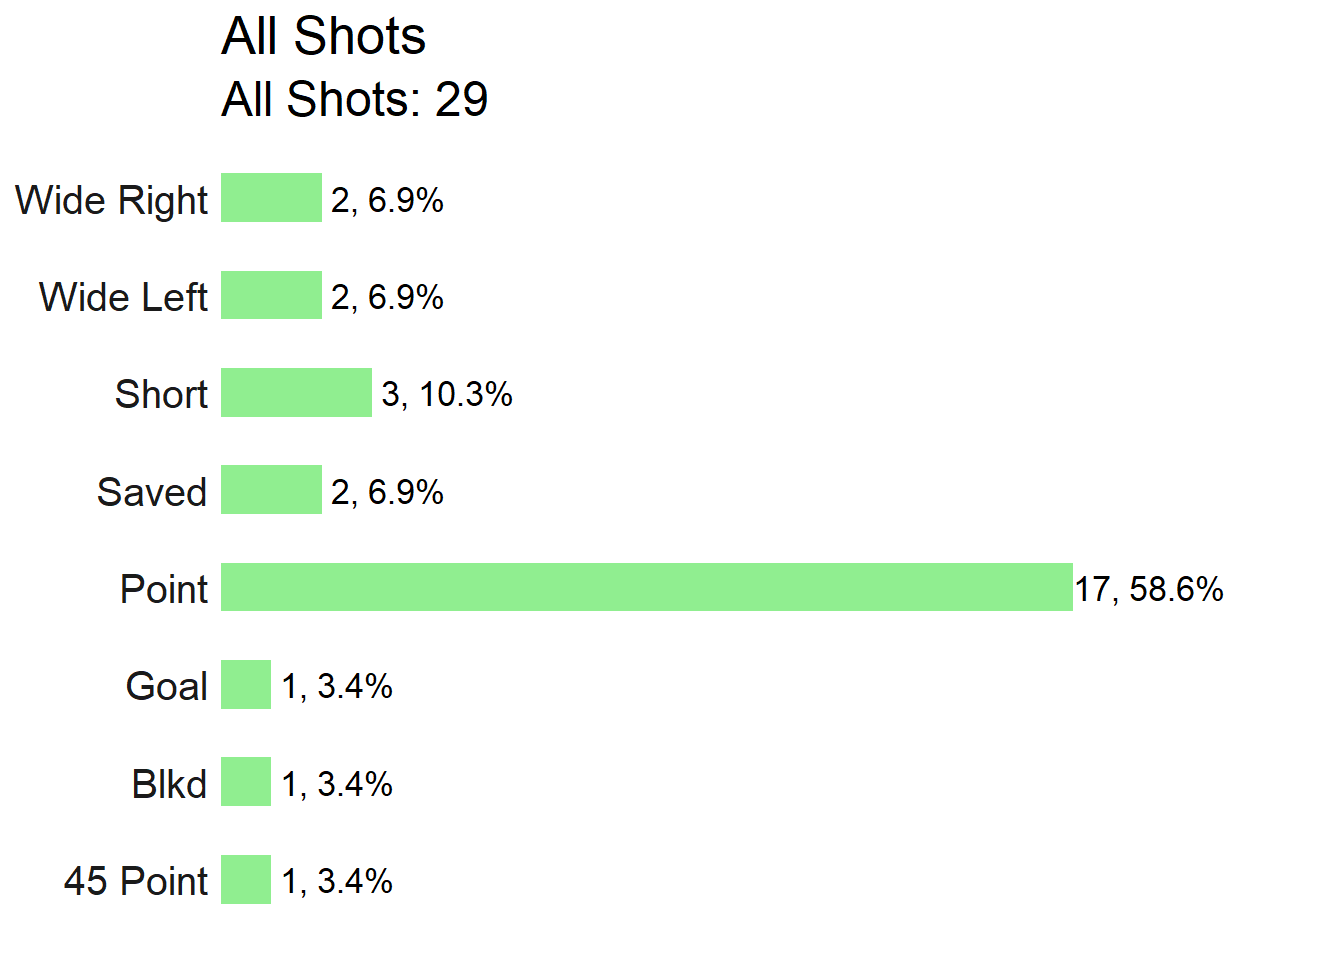 All Shots
All Shots: 29
Wide Right 2, 6.9%
Wide Left 2, 6.9%
Short 3, 10.3%
Saved 2, 6.9%
Point 17, 58.6%
Goal 1, 3.4%
Blkd 1, 3.4%
45 Point 1, 3.4%